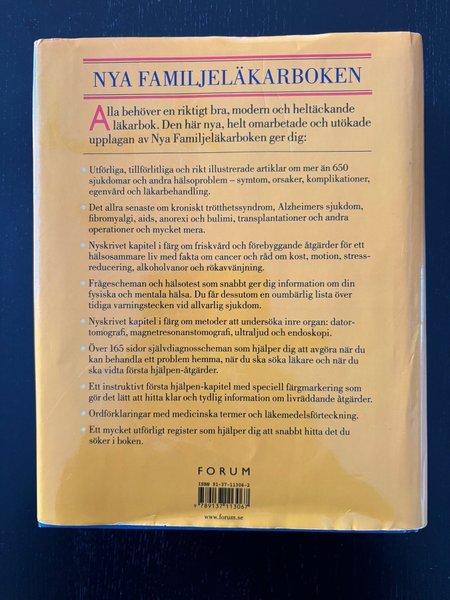 NYA FAMILJELÄKARBOKEN
Alla behöver en riktigt bra, modern och heltäckande
läkarbok. Den här nya, helt omarbetade och utökade
upplagan av Nya Familjeläkarboken ger dig:
Utförliga, tillförlitliga och rikt illustrerade artiklar om mer än 650
sjukdomar och andra hälsoproblem – symtom, orsaker, komplikationer,
egenvård och läkarbehandling.
Det allra senaste om kroniskt trötthetssyndrom, Alzheimers sjukdom,
fibromyalgi, aids, anorexi och bulimi, transplantationer och andra
operationer och mycket mera.
Nyskrivet kapitel i färg om friskvård och förebyggande åtgärder för ett
hälsosammare liv med fakta om cancer och råd om kost, motion, stress-
reducering, alkoholvanor och rökavvänjning.
Frågescheman och hälsotest som snabbt ger dig information om din
fysiska och mentala hälsa. Du får dessutom en oumbärlig lista över
tidiga varningstecken vid allvarlig sjukdom.
Nyskrivet kapitel i färg om metoder att undersöka inre organ: dator-
tomografi, magnetresonanstomografi, ultraljud och endoskopi.
Över 165 sidor självdiagnosscheman som hjälper dig att avgöra när du
kan behandla ett problem hemma, när du ska söka läkare och när du
ska vidta första hjälpen-åtgärder.
Ett instruktivt första hjälpen-kapitel med speciell färgmarkering som
gör det lätt att hitta klar och tydlig information om livräddande åtgärder.
Ordförklaringar med medicinska termer och läkemedelsförteckning.
Ett mycket utförligt register som hjälper dig att snabbt hitta det du
söker i boken.
FORUM
ISBN 91-37-11306-2
9 789137 113067
www.forum.se